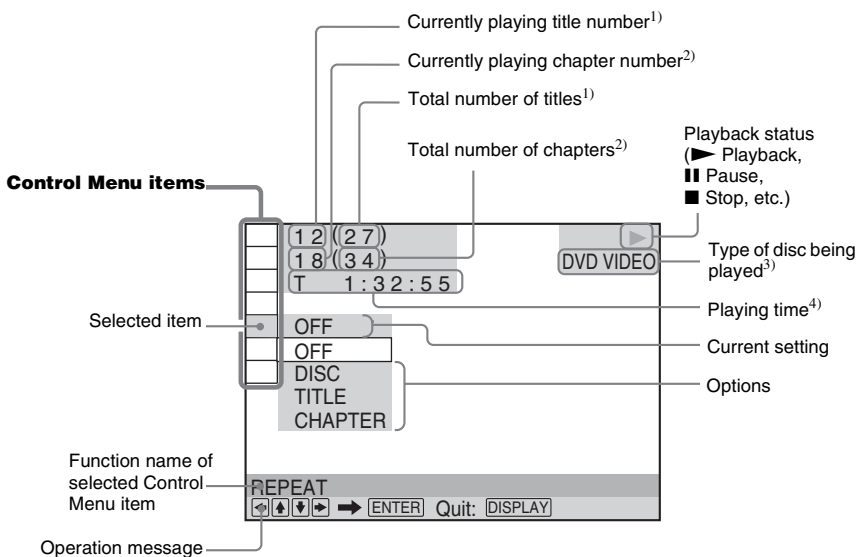 Currently playing title number1)
Currently playing chapter number2)
Total number of titles1)
Total number of chapters2)
Playback status
(► Playback,
▮▮ Pause,
■ Stop, etc.)
Control Menu items
12(27)
18(34)
T 1:32:55
►
DVD VIDEO
Type of disc being
played3)
Playing time4)
Selected item
OFF
Current setting
OFF
DISC
TITLE
CHAPTER
Options
Function name of
selected Control
Menu item
REPEAT
←↑↓→ ➡ ENTER Quit: DISPLAY
Operation message